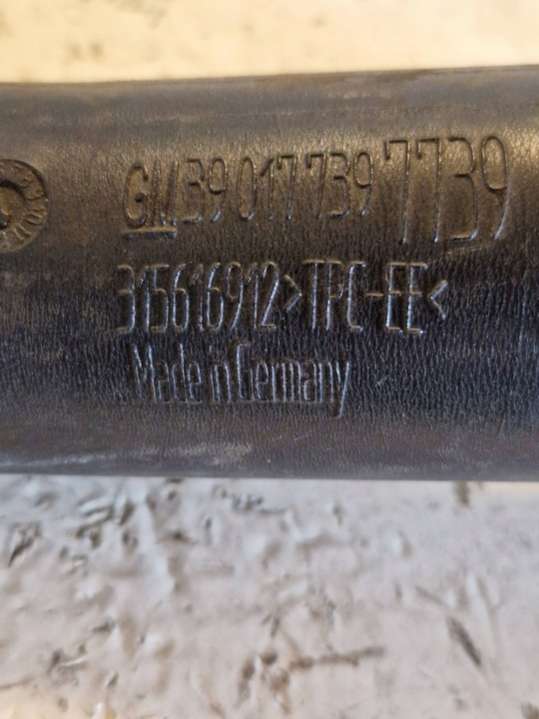 GM 39 017 739 7739
315616912 >TPC-EE<
Made in Germany